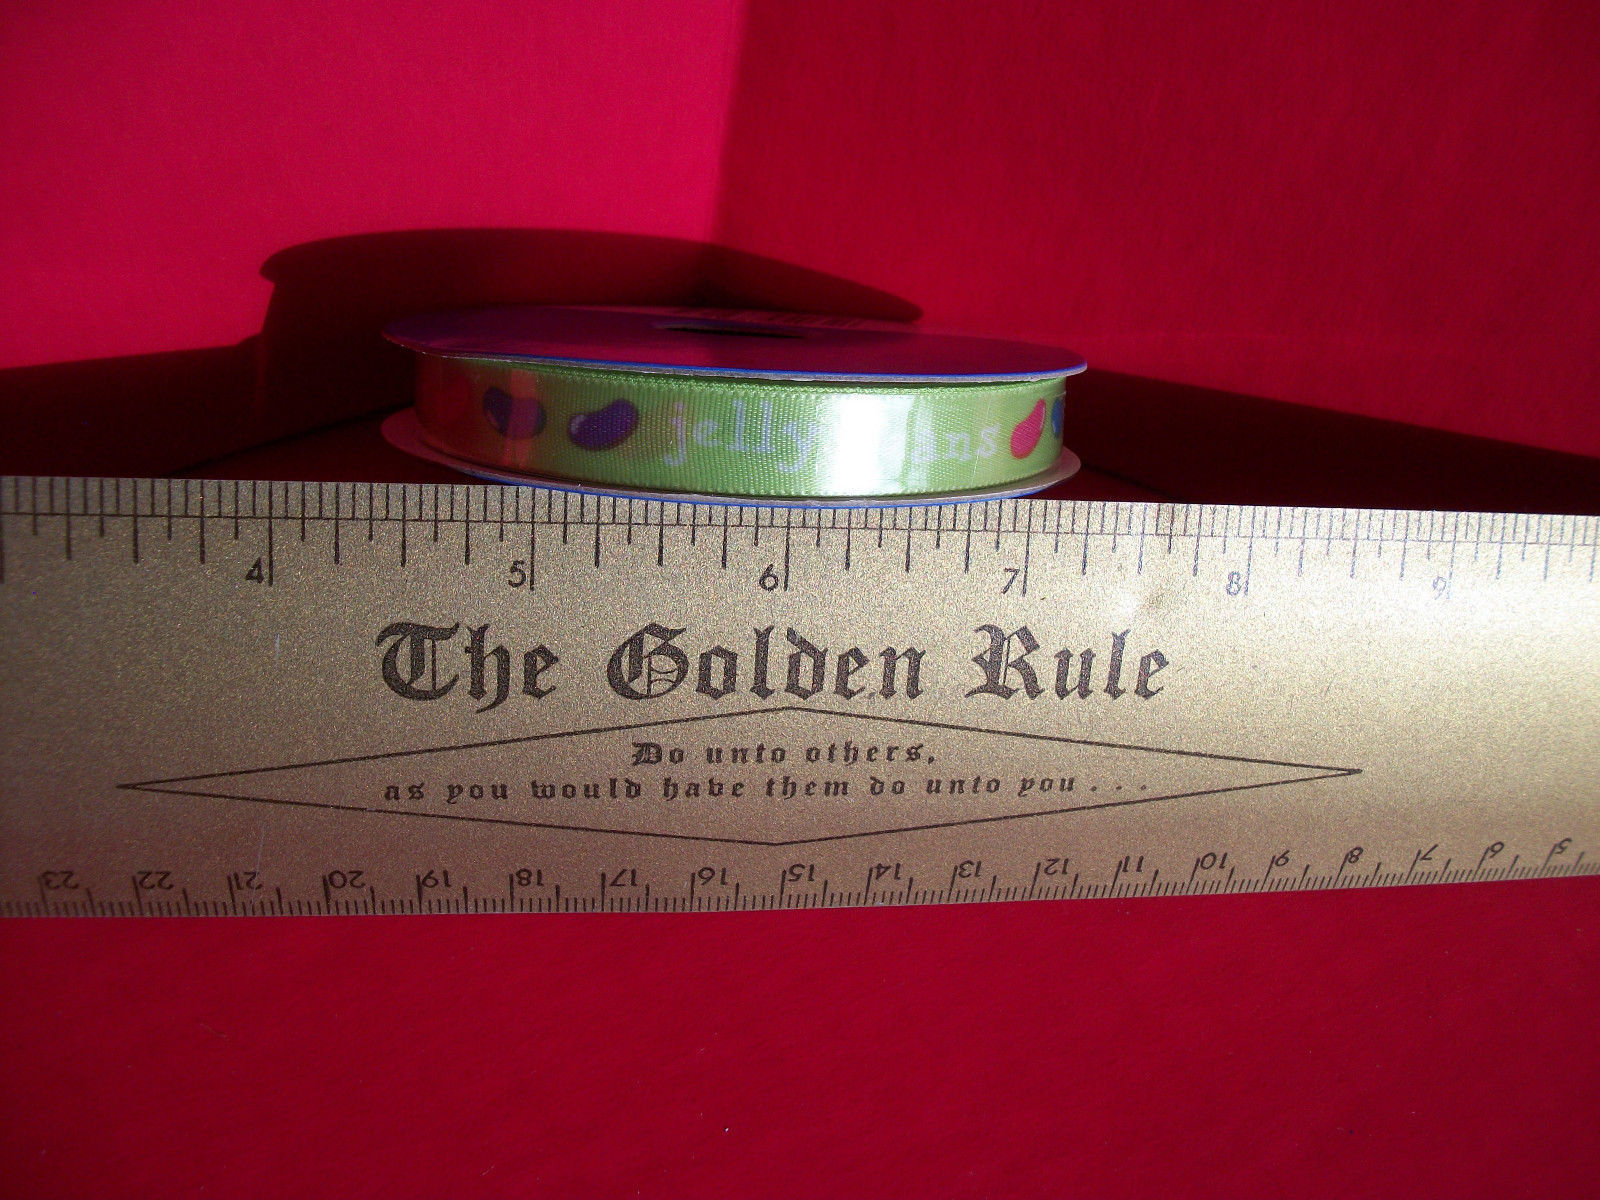 jelly
4 5 6 7 8 9
The Golden Rule
Do unto others,
as you would have them do unto you . . .
23 22 21 20 19 18 17 16 15 14 13 12 11 10 9 8 7 6 5